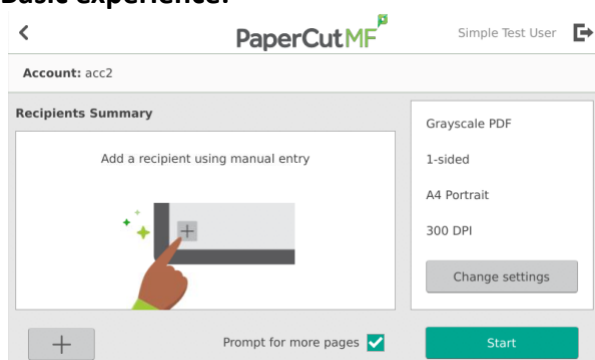 Basic experience:
PaperCut MF
Simple Test User
Account: acc2
Recipients Summary
Add a recipient using manual entry
Grayscale PDF
1-sided
A4 Portrait
300 DPI
Change settings
Prompt for more pages
Start